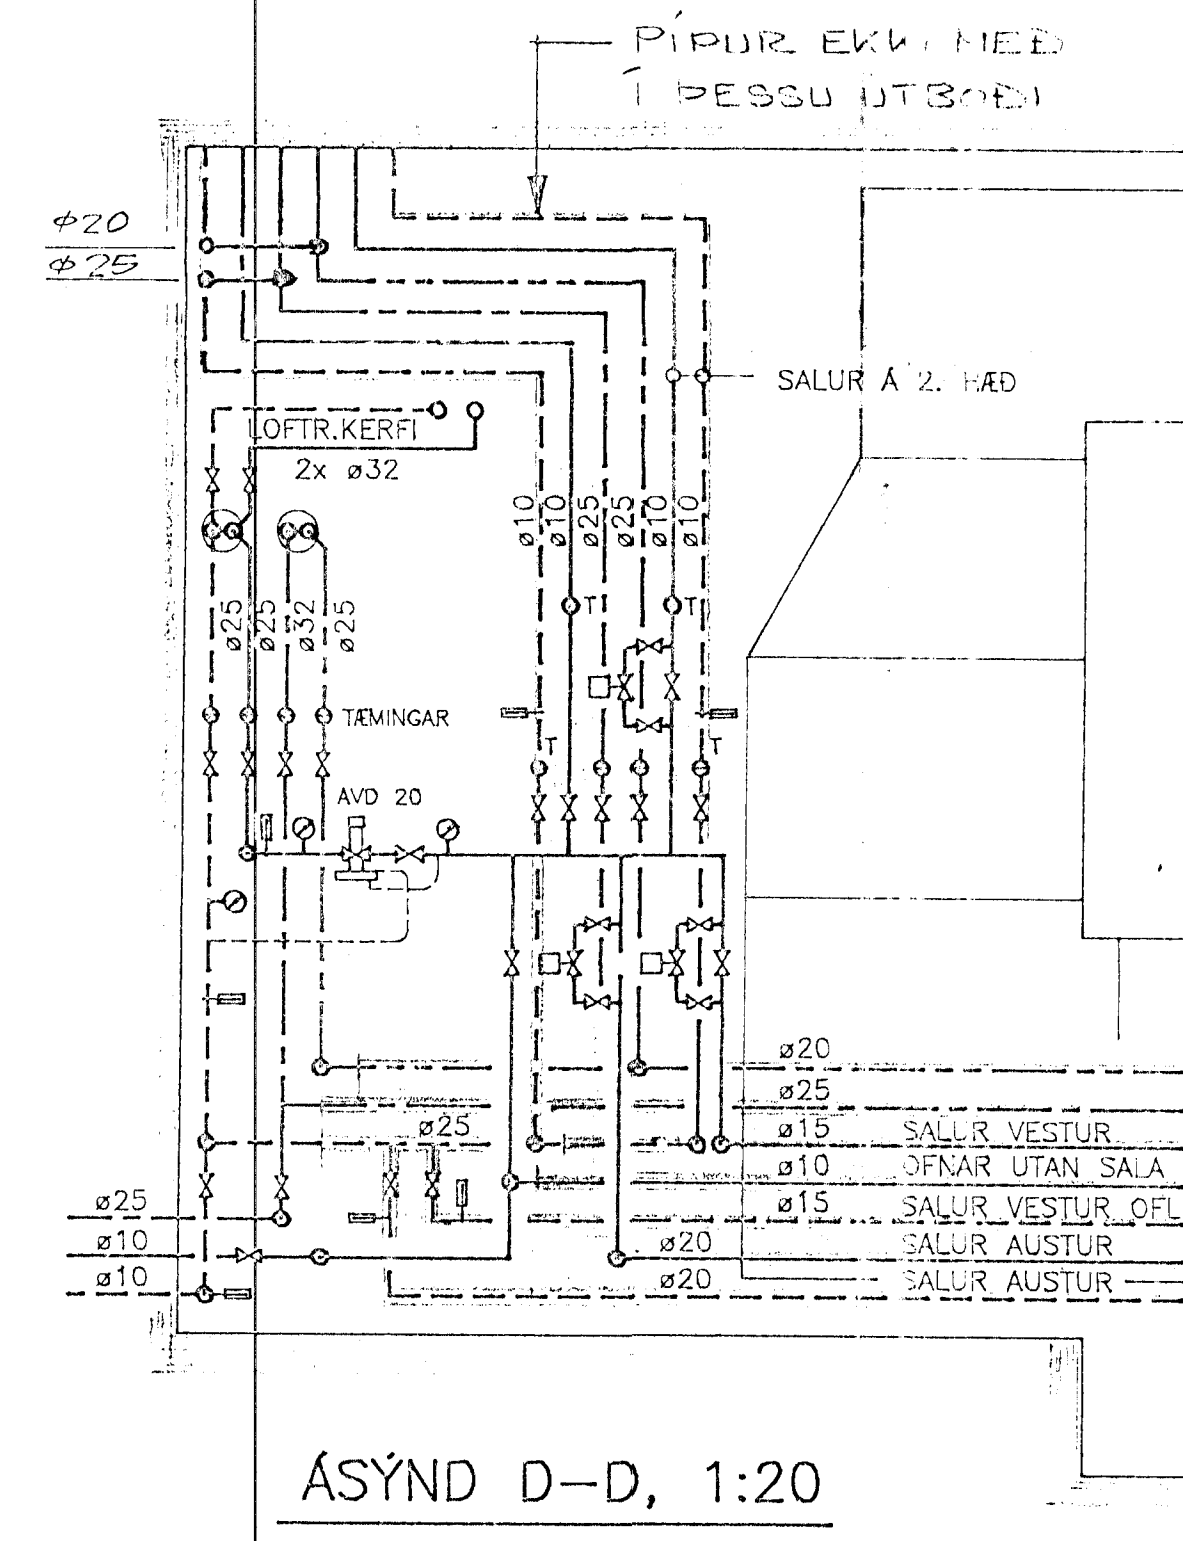 PÍPUR EKKI MEÐ
Í ÞESSU ÚTBOÐI
ϕ20
ϕ25
SALUR Á 2. HÆÐ
LOFTR.KERFI
2x ø32
ø10
ø10
ø25
ø25
ø10
ø10
T
T
ø25
ø25
ø32
ø25
TÆMINGAR
T
T
AVD 20
ø20
ø25
ø25
ø15 SALUR VESTUR
ø10 OFNAR UTAN SALA
ø25
ø15 SALUR VESTUR OFL
ø10
ø20 SALUR AUSTUR
ø10
ø20 SALUR AUSTUR
ÁSÝND D-D, 1:20